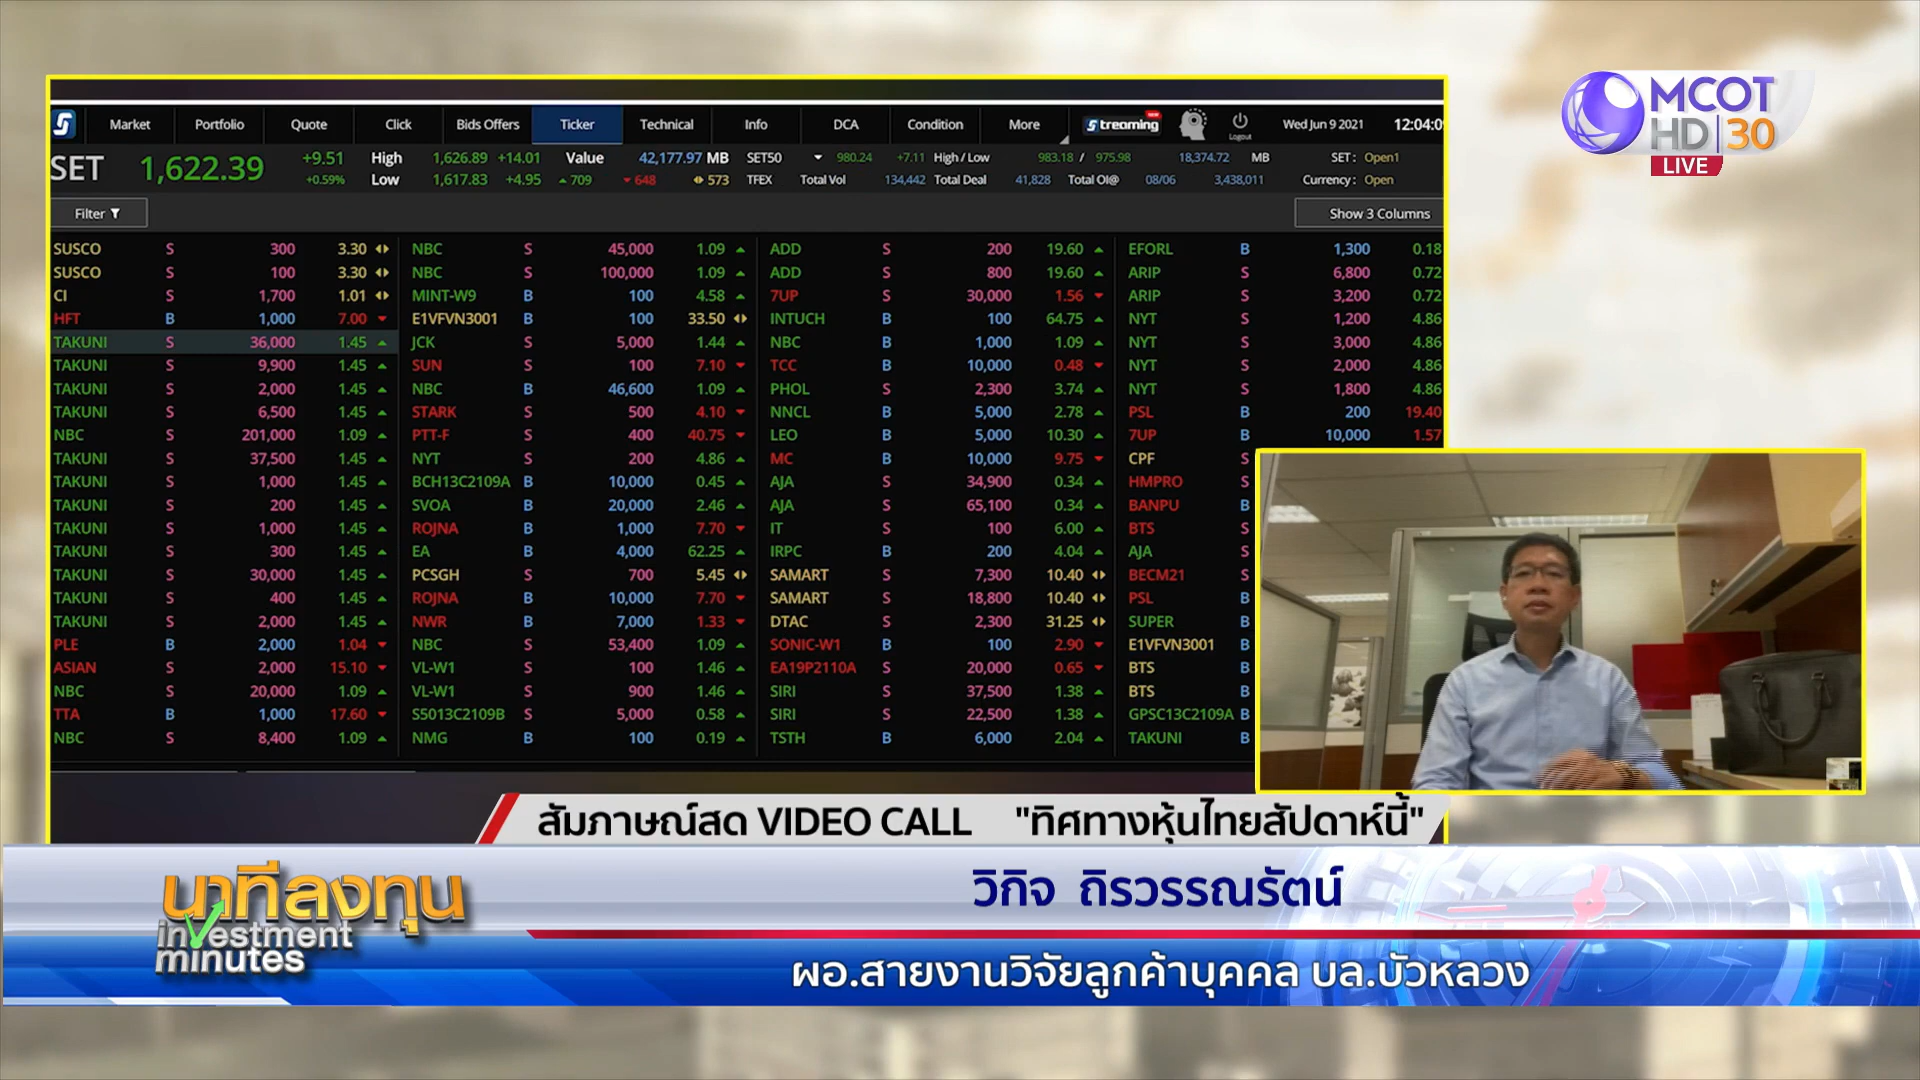 MCOT
HD 30
LIVE
Market Portfolio Quote Click Bids Offers Ticker Technical Info DCA Condition More Streaming Logout Wed Jun 9 2021 12:04:09
SET 1,622.39 +9.51 High 1,626.89 +14.01 Value 42,177.97 MB SET50 980.24 +7.11 High / Low 983.18 / 975.98 18,374.72 MB SET : Open1
+0.59% Low 1,617.83 +4.95 709 648 573 TFEX Total Vol 134,442 Total Deal 41,828 Total OI@ 08/06 3,438,011 Currency : Open
Filter Show 3 Columns
SUSCO S 300 3.30 NBC S 45,000 1.09 ADD S 200 19.60 EFORL B 1,300 0.18
SUSCO S 100 3.30 NBC S 100,000 1.09 ADD S 800 19.60 ARIP S 6,800 0.72
CI S 1,700 1.01 MINT-W9 B 100 4.58 7UP S 30,000 1.56 ARIP S 3,200 0.72
HFT B 1,000 7.00 E1VFVN3001 B 100 33.50 INTUCH B 100 64.75 NYT S 1,200 4.86
TAKUNI S 36,000 1.45 JCK S 5,000 1.44 NBC B 1,000 1.09 NYT S 3,000 4.86
TAKUNI S 9,900 1.45 SUN S 100 7.10 TCC B 10,000 0.48 NYT S 2,000 4.86
TAKUNI S 2,000 1.45 NBC B 46,600 1.09 PHOL S 2,300 3.74 NYT S 1,800 4.86
TAKUNI S 6,500 1.45 STARK S 500 4.10 NNCL B 5,000 2.78 PSL B 200 19.40
NBC S 201,000 1.09 PTT-F S 400 40.75 LEO B 5,000 10.30 7UP B 10,000 1.57
TAKUNI S 37,500 1.45 NYT S 200 4.86 MC B 10,000 9.75 CPF S
TAKUNI S 1,000 1.45 BCH13C2109A B 10,000 0.45 AJA S 34,900 0.34 HMPRO S
TAKUNI S 200 1.45 SVOA B 20,000 2.46 AJA S 65,100 0.34 BANPU B
TAKUNI S 1,000 1.45 ROJNA B 1,000 7.70 IT S 100 6.00 BTS S
TAKUNI S 300 1.45 EA B 4,000 62.25 IRPC B 200 4.04 AJA S
TAKUNI S 30,000 1.45 PCSGH S 700 5.45 SAMART S 7,300 10.40 BECM21 S
TAKUNI S 400 1.45 ROJNA B 10,000 7.70 SAMART S 18,800 10.40 PSL B
TAKUNI S 2,000 1.45 NWR B 7,000 1.33 DTAC S 2,300 31.25 SUPER B
PLE B 2,000 1.04 NBC S 53,400 1.09 SONIC-W1 B 100 2.90 E1VFVN3001 B
ASIAN S 2,000 15.10 VL-W1 S 100 1.46 EA19P2110A S 20,000 0.65 BTS B
NBC S 20,000 1.09 VL-W1 S 900 1.46 SIRI S 37,500 1.38 BTS B
TTA B 1,000 17.60 S5013C2109B S 5,000 0.58 SIRI S 22,500 1.38 GPSC13C2109A B
NBC S 8,400 1.09 NMG B 100 0.19 TSTH B 6,000 2.04 TAKUNI B
สัมภาษณ์สด VIDEO CALL "ทิศทางหุ้นไทยสัปดาห์นี้"
นาทีลงทุน
investment
minutes
วิกิจ ถิรวรรณรัตน์
ผอ.สายงานวิจัยลูกค้าบุคคล บล.บัวหลวง